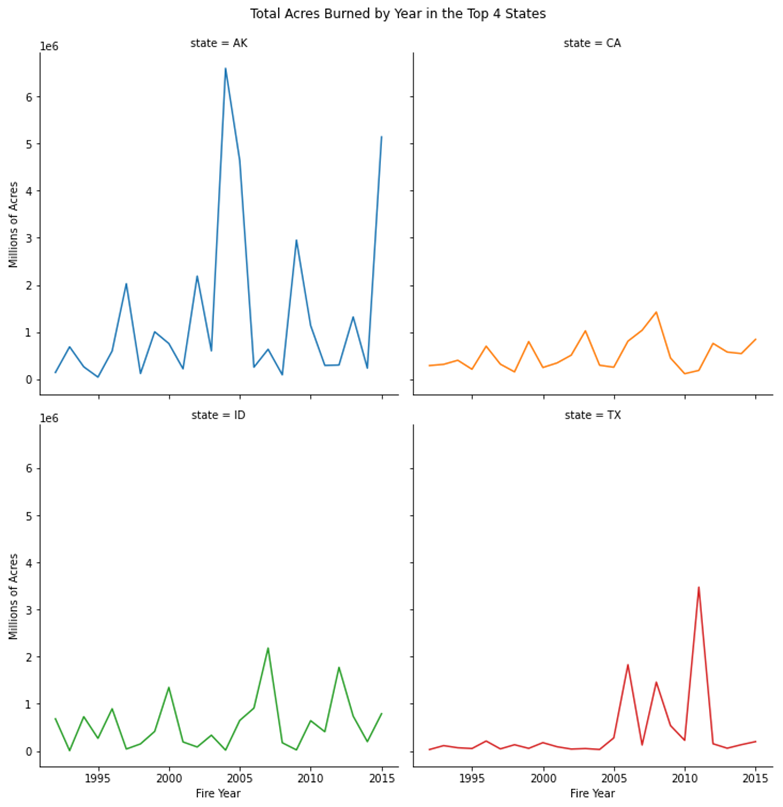 Total Acres Burned by Year in the Top 4 States
1e6
state = AK
state = CA
6
5
4
3
2
1
0
Millions of Acres
1e6
state = ID
state = TX
6
5
4
3
2
1
0
Millions of Acres
1995 2000 2005 2010 2015
1995 2000 2005 2010 2015
Fire Year
Fire Year